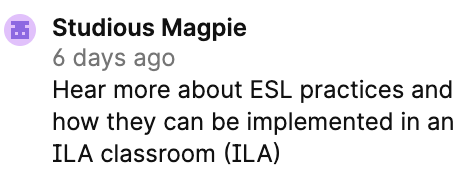 Studious Magpie
6 days ago
Hear more about ESL practices and
how they can be implemented in an
ILA classroom (ILA)